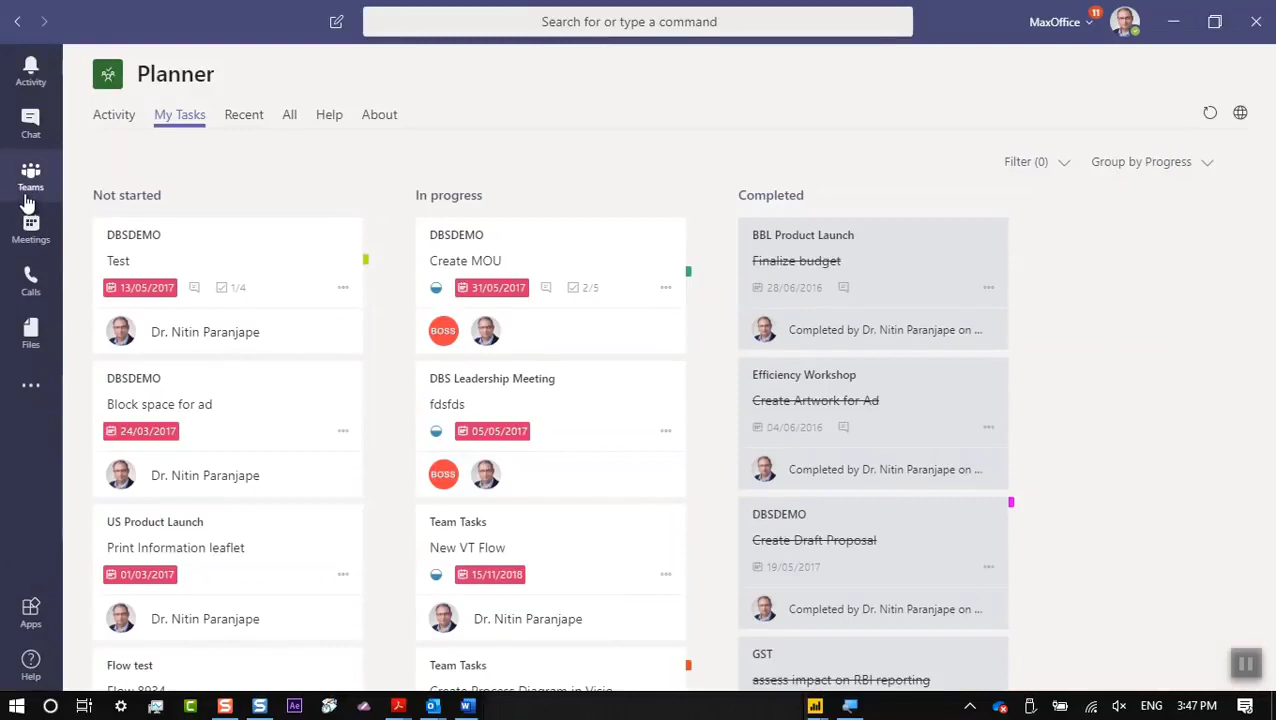 Search for or type a command
MaxOffice
11
Activity
Chat
Teams
Meetings
Calls
Files
Apps
Help
Planner
Activity My Tasks Recent All Help About
Filter (0)
Group by Progress
Not started
DBSDEMO
Test
13/05/2017 1/4
Dr. Nitin Paranjape
DBSDEMO
Block space for ad
24/03/2017
Dr. Nitin Paranjape
US Product Launch
Print Information leaflet
01/03/2017
Dr. Nitin Paranjape
Flow test
Flow 8934
In progress
DBSDEMO
Create MOU
31/05/2017 2/5
BOSS
DBS Leadership Meeting
fdsfds
05/05/2017
BOSS
Team Tasks
New VT Flow
15/11/2018
Dr. Nitin Paranjape
Team Tasks
Create Process Diagram in Visio
Completed
BBL Product Launch
Finalize budget
28/06/2016
Completed by Dr. Nitin Paranjape on ...
Efficiency Workshop
Create Artwork for Ad
04/06/2016
Completed by Dr. Nitin Paranjape on ...
DBSDEMO
Create Draft Proposal
19/05/2017
Completed by Dr. Nitin Paranjape on ...
GST
assess impact on RBI reporting
3:47 PM